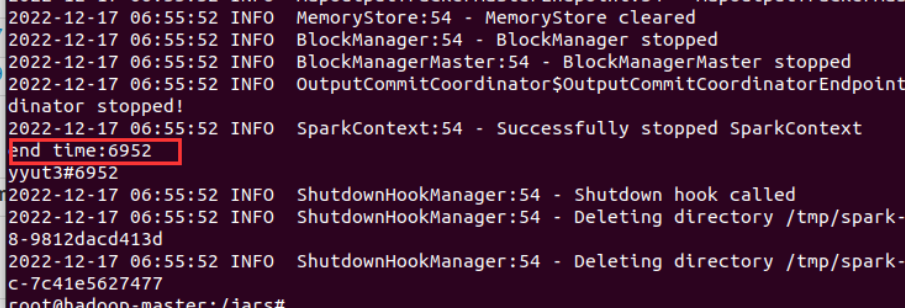 2022-12-17 06:55:52 INFO  MemoryStore:54 - MemoryStore cleared
2022-12-17 06:55:52 INFO  BlockManager:54 - BlockManager stopped
2022-12-17 06:55:52 INFO  BlockManagerMaster:54 - BlockManagerMaster stopped
2022-12-17 06:55:52 INFO  OutputCommitCoordinator$OutputCommitCoordinatorEndpoint
dinator stopped!
2022-12-17 06:55:52 INFO  SparkContext:54 - Successfully stopped SparkContext
end time:6952
yyut3#6952
2022-12-17 06:55:52 INFO  ShutdownHookManager:54 - Shutdown hook called
2022-12-17 06:55:52 INFO  ShutdownHookManager:54 - Deleting directory /tmp/spark-
8-9812dacd413d
2022-12-17 06:55:52 INFO  ShutdownHookManager:54 - Deleting directory /tmp/spark-
c-7c41e5627477
root@hadoop-master:/jars#